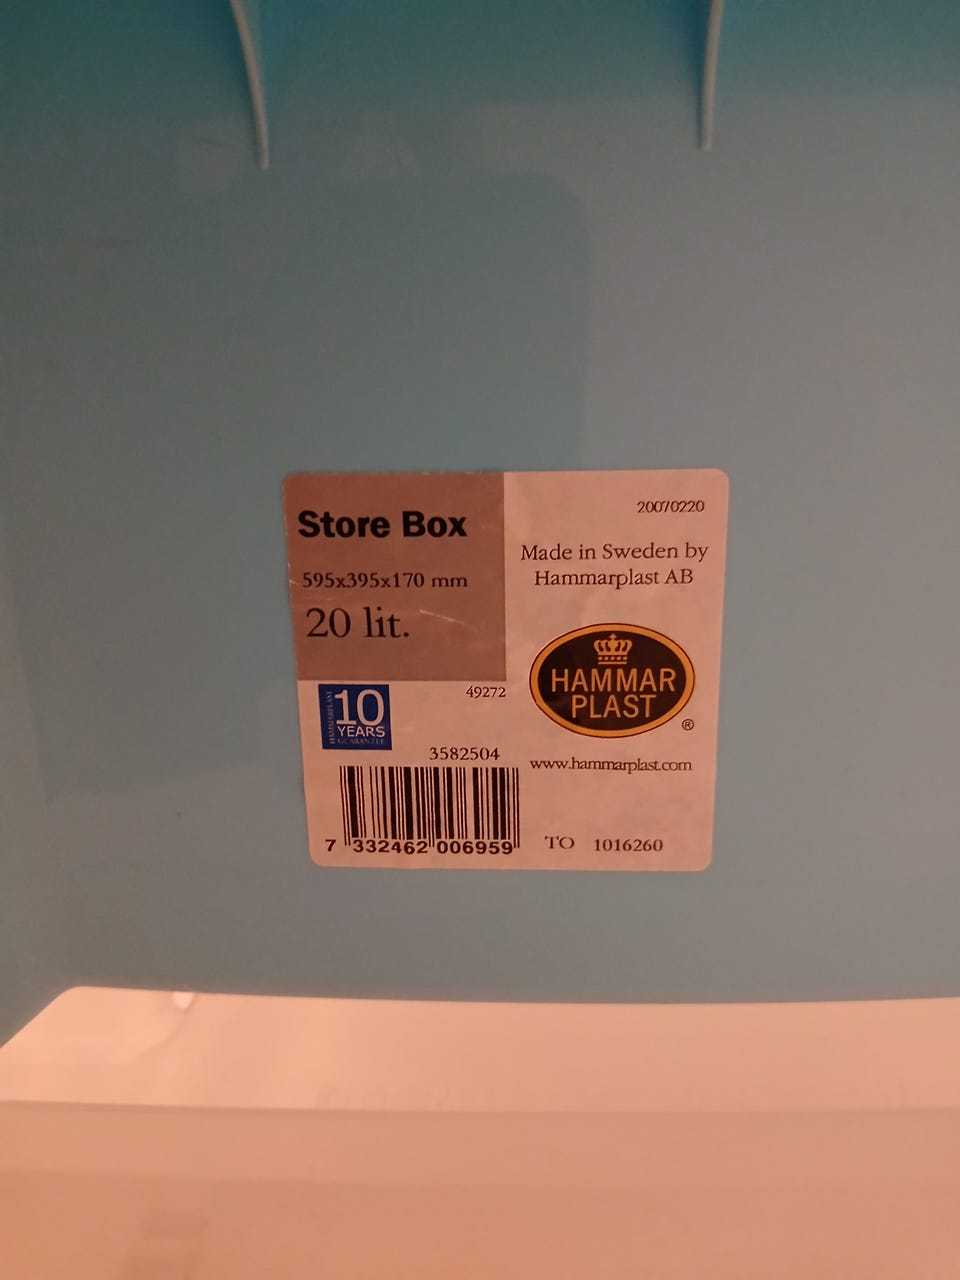 Store Box
595x395x170 mm
20 lit.
20070220
Made in Sweden by
Hammarplast AB
HAMMAR
PLAST
®
www.hammarplast.com
49272
HAMMARPLAST
10
YEARS
GUARANTEE
3582504
7 332462 006959
TO 1016260